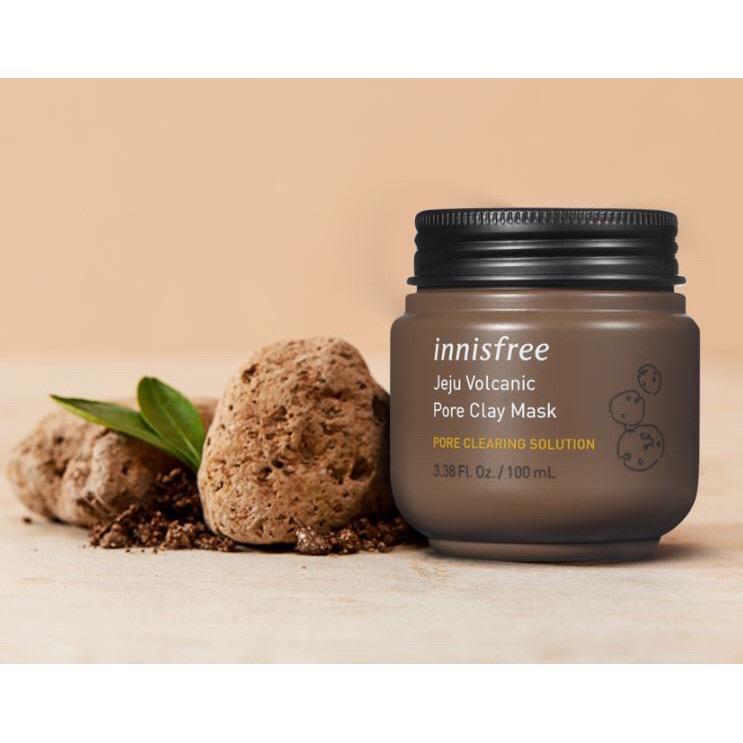 innisfree
Jeju Volcanic
Pore Clay Mask
PORE CLEARING SOLUTION
3.38 Fl. Oz. / 100 mL